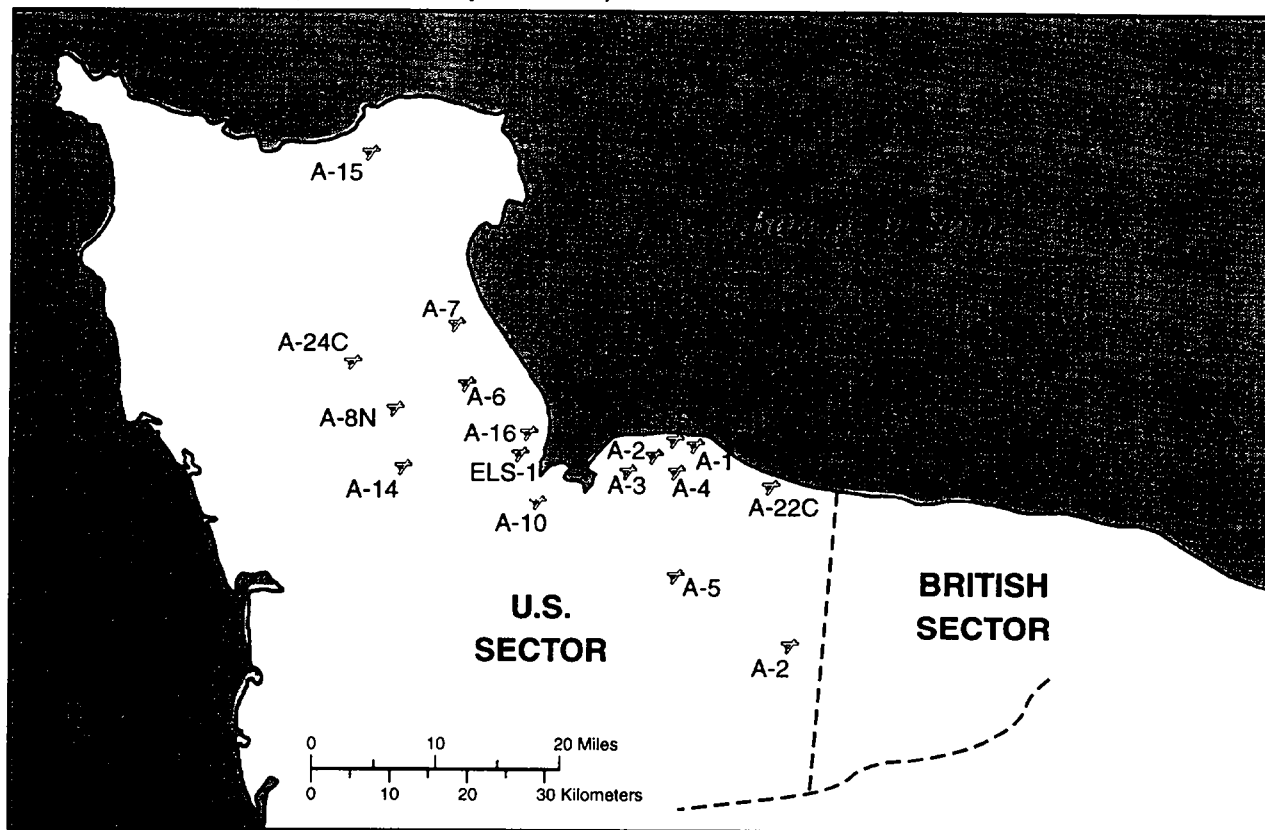 A-15
A-7
A-24C
A-6
A-8N
A-16
A-2
A-1
ELS-1
A-3
A-4
A-14
A-22C
A-10
A-5
BRITISH
SECTOR
U.S.
SECTOR
A-2
0 10 20 Miles
0 10 20 30 Kilometers